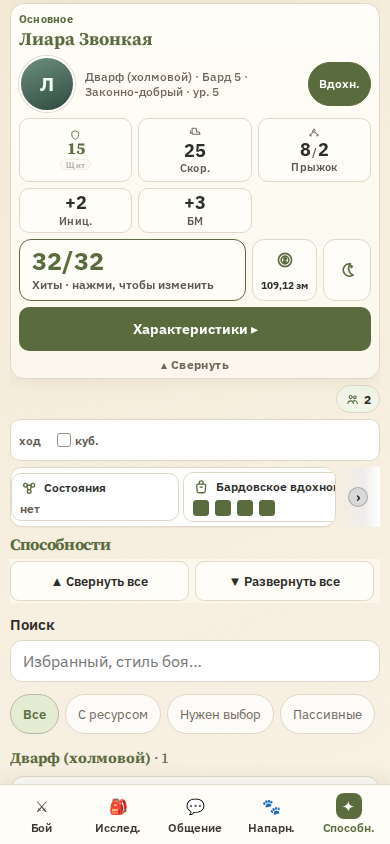 Основное
Лиара Звонкая
Л
Дварф (холмовой) · Бард 5 ·
Законно-добрый · ур. 5
Вдохн.
15
Щит
25
Скор.
8/2
Прыжок
+2
Иниц.
+3
БМ
32/32
Хиты · нажми, чтобы изменить
109,12 зм
Характеристики ▸
▴ Свернуть
2
ход
куб.
Состояния
нет
Бардовское вдохно
›
Способности
▲ Свернуть все
▼ Развернуть все
Поиск
Избранный, стиль боя…
Все
С ресурсом
Нужен выбор
Пассивные
Дварф (холмовой) · 1
Бой
Исслед.
Общение
Напарн.
Способн.